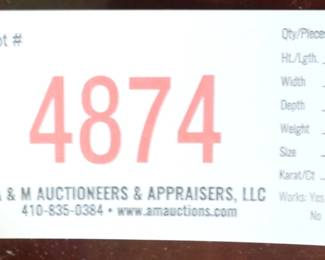 ot #
4874
A & M AUCTIONEERS & APPRAISERS, LLC
410-835-0384 • www.amauctions.com
Qty/Pieces
Ht./Lgth.
Width
Depth
Weight
Size
Karat/Ct
Works: Yes
No